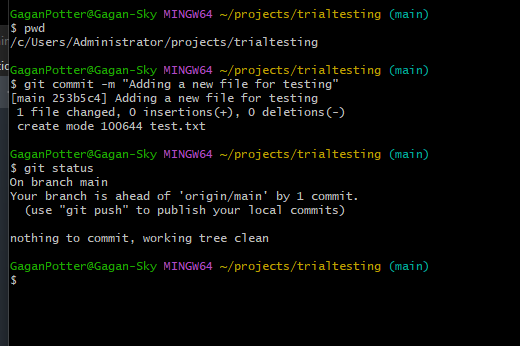 GaganPotter@Gagan-Sky MINGW64 ~/projects/trialtesting (main)
$ pwd
/c/Users/Administrator/projects/trialtesting
GaganPotter@Gagan-Sky MINGW64 ~/projects/trialtesting (main)
$ git commit -m "Adding a new file for testing"
[main 253b5c4] Adding a new file for testing
 1 file changed, 0 insertions(+), 0 deletions(-)
 create mode 100644 test.txt
GaganPotter@Gagan-Sky MINGW64 ~/projects/trialtesting (main)
$ git status
On branch main
Your branch is ahead of 'origin/main' by 1 commit.
  (use "git push" to publish your local commits)
nothing to commit, working tree clean
GaganPotter@Gagan-Sky MINGW64 ~/projects/trialtesting (main)
$